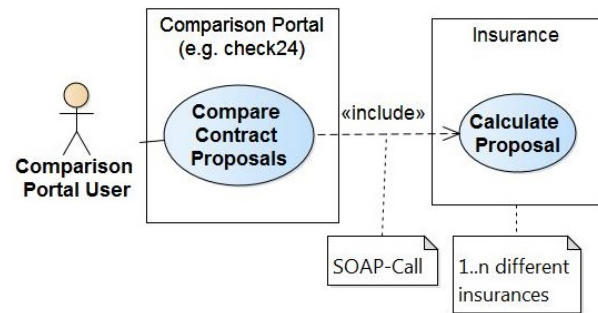 Comparison Portal
(e.g. check24)
Insurance
Compare
Contract
Proposals
«include»
Calculate
Proposal
Comparison
Portal User
SOAP-Call
1..n different
insurances